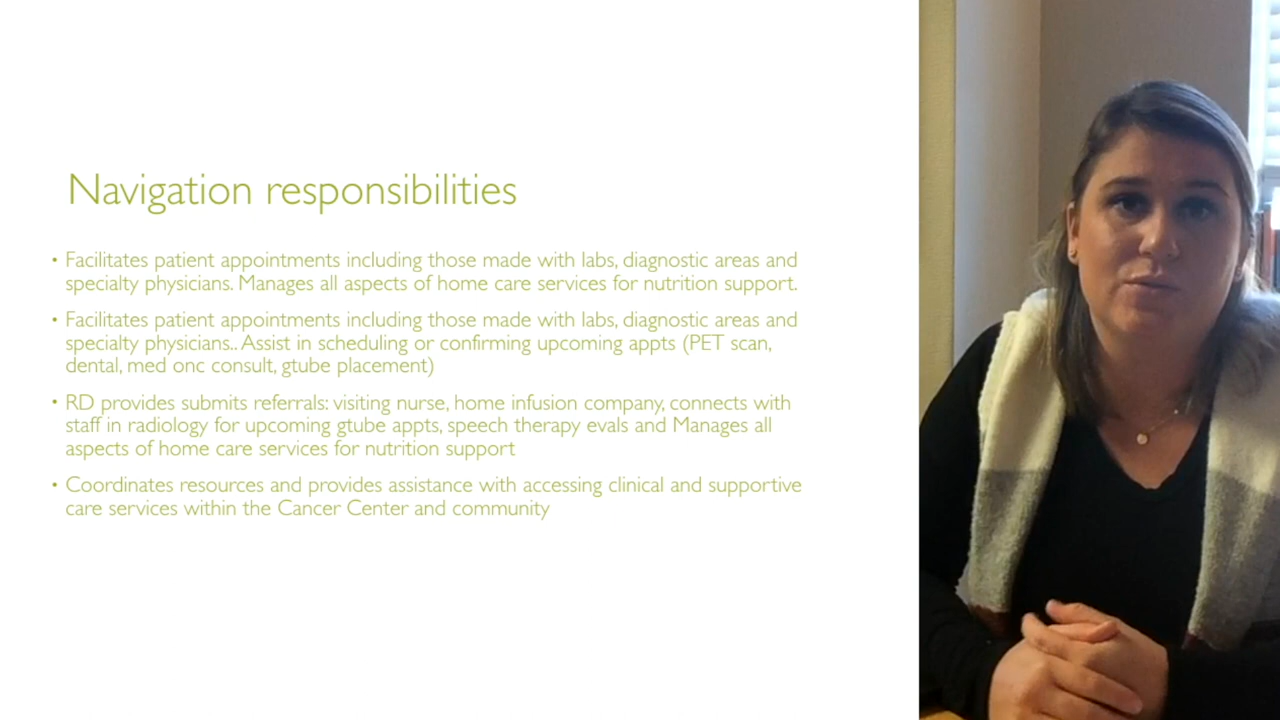 Navigation responsibilities
• Facilitates patient appointments including those made with labs, diagnostic areas and
specialty physicians. Manages all aspects of home care services for nutrition support.
• Facilitates patient appointments including those made with labs, diagnostic areas and
specialty physicians.. Assist in scheduling or confirming upcoming appts (PET scan,
dental, med onc consult, gtube placement)
• RD provides submits referrals: visiting nurse, home infusion company, connects with
staff in radiology for upcoming gtube appts, speech therapy evals and Manages all
aspects of home care services for nutrition support
• Coordinates resources and provides assistance with accessing clinical and supportive
care services within the Cancer Center and community